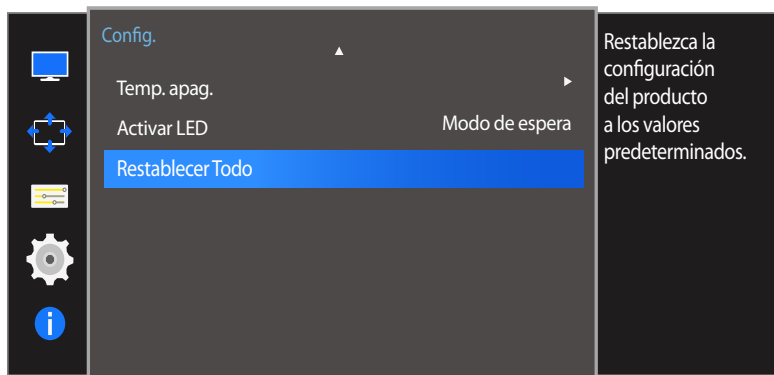 Config.
Temp. apag.
Activar LED Modo de espera
Restablecer Todo
Restablezca la
configuración
del producto
a los valores
predeterminados.